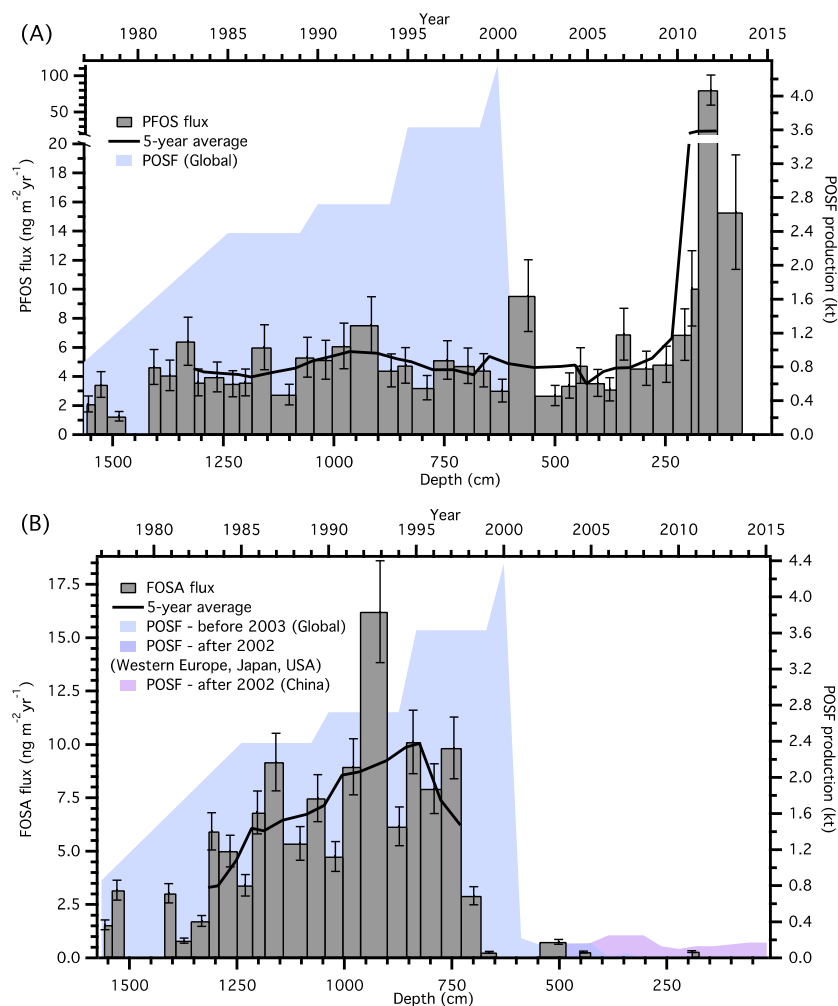 (A)
Year
1980 1985 1990 1995 2000 2005 2010 2015
100
50
20
18
16
14
12
10
8
6
4
2
0
PFOS flux (ng m-2yr-1)
PFOS flux
5-year average
POSF (Global)
4.0
3.6
3.2
2.8
2.4
2.0
1.6
1.2
0.8
0.4
0.0
POSF production (kt)
1500 1250 1000 750 500 250
Depth (cm)
(B)
Year
1980 1985 1990 1995 2000 2005 2010 2015
17.5
15.0
12.5
10.0
7.5
5.0
2.5
0.0
FOSA flux (ng m-2yr-1)
FOSA flux
5-year average
POSF - before 2003 (Global)
POSF - after 2002
(Western Europe, Japan, USA)
POSF - after 2002 (China)
4.4
4.0
3.6
3.2
2.8
2.4
2.0
1.6
1.2
0.8
0.4
0.0
POSF production (kt)
1500 1250 1000 750 500 250
Depth (cm)